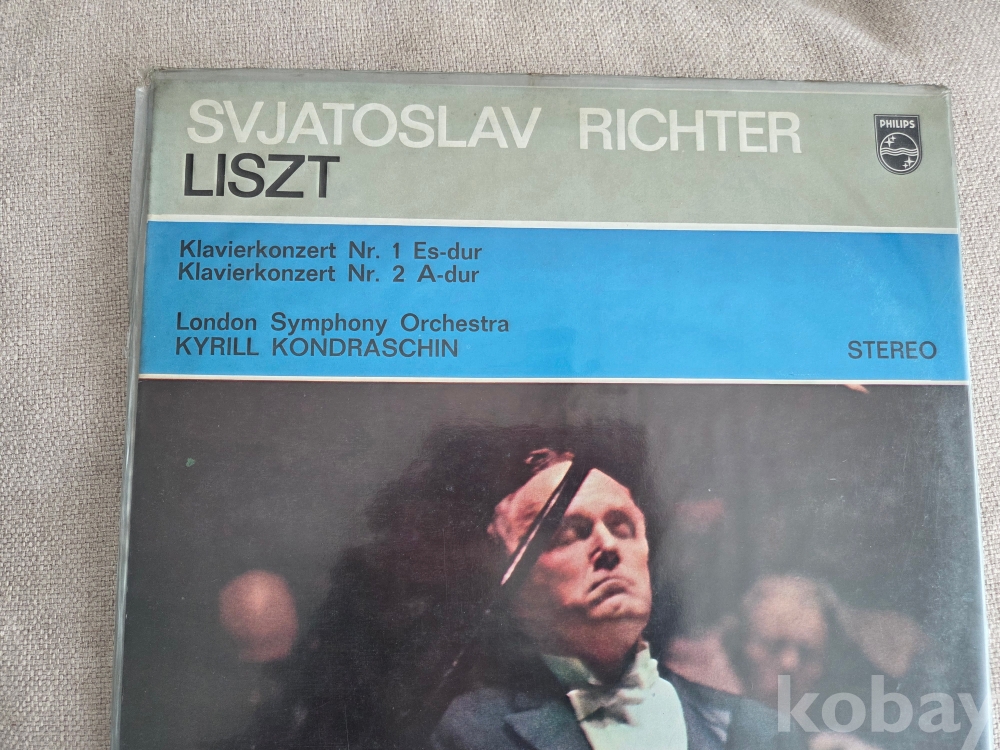 SVJATOSLAV RICHTER
PHILIPS
LISZT
Klavierkonzert Nr. 1 Es-dur
Klavierkonzert Nr. 2 A-dur
London Symphony Orchestra
KYRILL KONDRASCHIN
STEREO
kobay